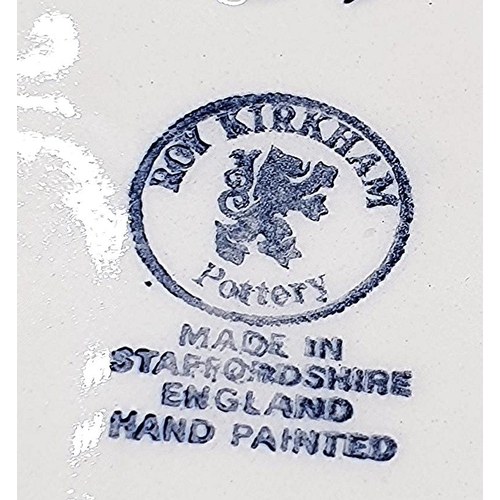 ROY KIRKHAM
Pottery
MADE IN
STAFFORDSHIRE
ENGLAND
HAND PAINTED